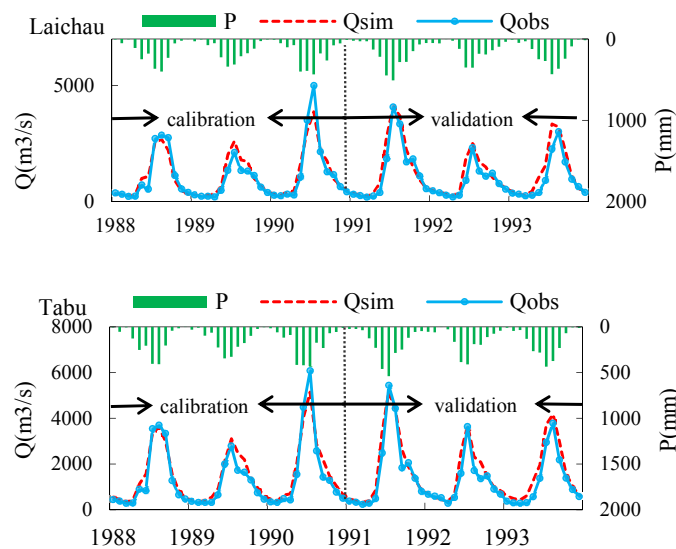 Laichau P Qsim Qobs
0
5000
calibration validation
1000
Q(m3/s)
P(mm)
0 2000
1988 1989 1990 1991 1992 1993
Tabu P Qsim Qobs
8000 0
6000 500
calibration validation
4000 1000
Q(m3/s)
P(mm)
2000 1500
0 2000
1988 1989 1990 1991 1992 1993